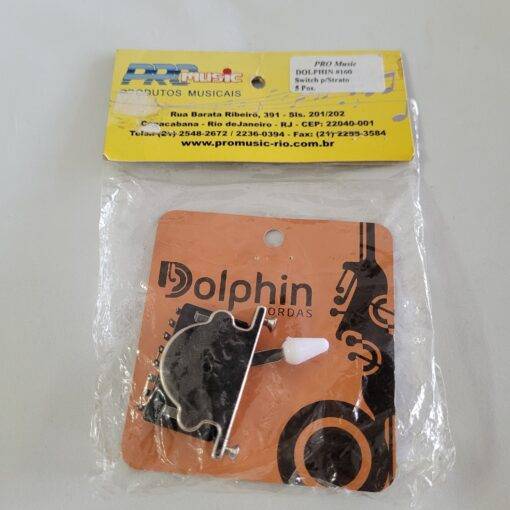 PRO music
PRODUTOS MUSICAIS
PRO Music
DOLPHIN #160
Switch p/Strato
5 Pos.
Rua Barata Ribeiro, 391 - Sls. 201/202
Copacabana - Rio deJaneiro - RJ - CEP: 22040-001
Telax (21) 2548-2672 / 2236-0394 - Fax: (21) 2255-3584
www.promusic-rio.com.br
Dolphin
CORDAS